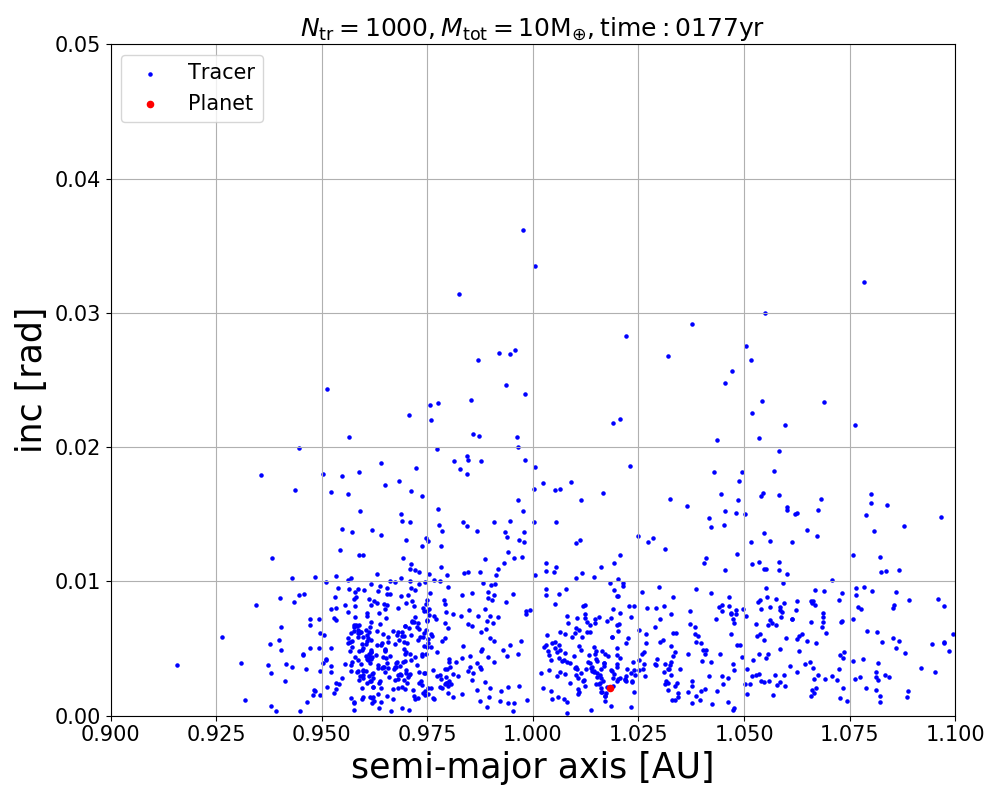 N_tr = 1000, M_tot = 10M_⊕, time : 0177yr
0.05
Tracer
Planet
0.04
0.03
0.02
0.01
0.00
inc [rad]
0.900 0.925 0.950 0.975 1.000 1.025 1.050 1.075 1.100
semi-major axis [AU]